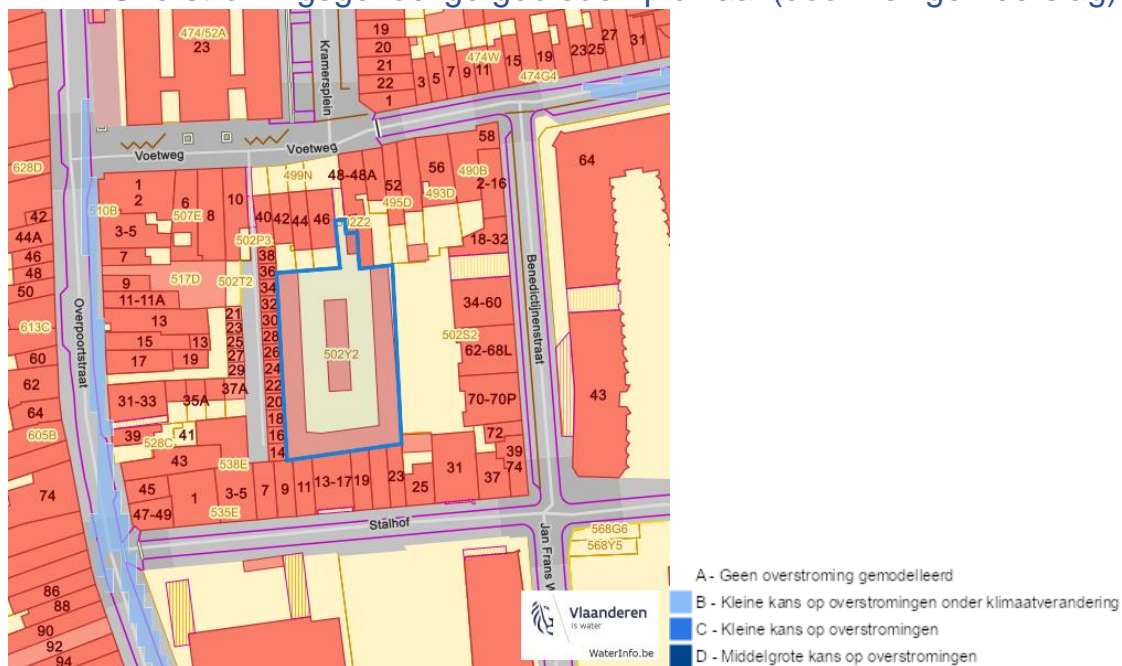 474/52A
23
Kramersplein
19
20
21
22
1
3 5 7 9 11 15 19 23 25 27 31
474W
474G4
Voetweg
Voetweg
628D
1
2
6
8
10
507E
510B
3-5
7
499N
48-48A
52
56
58
490B
2-16
493D
495D
64
40 42 44 46
502P3
18-32
42
44A
46
48
50
9
517D
502T2
11-11A
13
15
13
17
19
613C
60
62
64
605B
74
38
36
34
32
30
28
26
24
22
20
18
16
14
21
23
25
27
29
37A
31-33
35A
39
41
528C
43
538E
45
47-49
1
3-5
535E
7 9 11 13-17 19 23 25 31 37
502Y2
502S2
34-60
62-68L
70-70P
72
39
74
43
Benedictijnenstraat
Overpoortstraat
Stalhof
Jan Frans
568G6
568Y5
86
88
90
92
94
Vlaanderen
is water
WaterInfo.be
A - Geen overstroming gemodelleerd
B - Kleine kans op overstromingen onder klimaatverandering
C - Kleine kans op overstromingen
D - Middelgrote kans op overstromingen